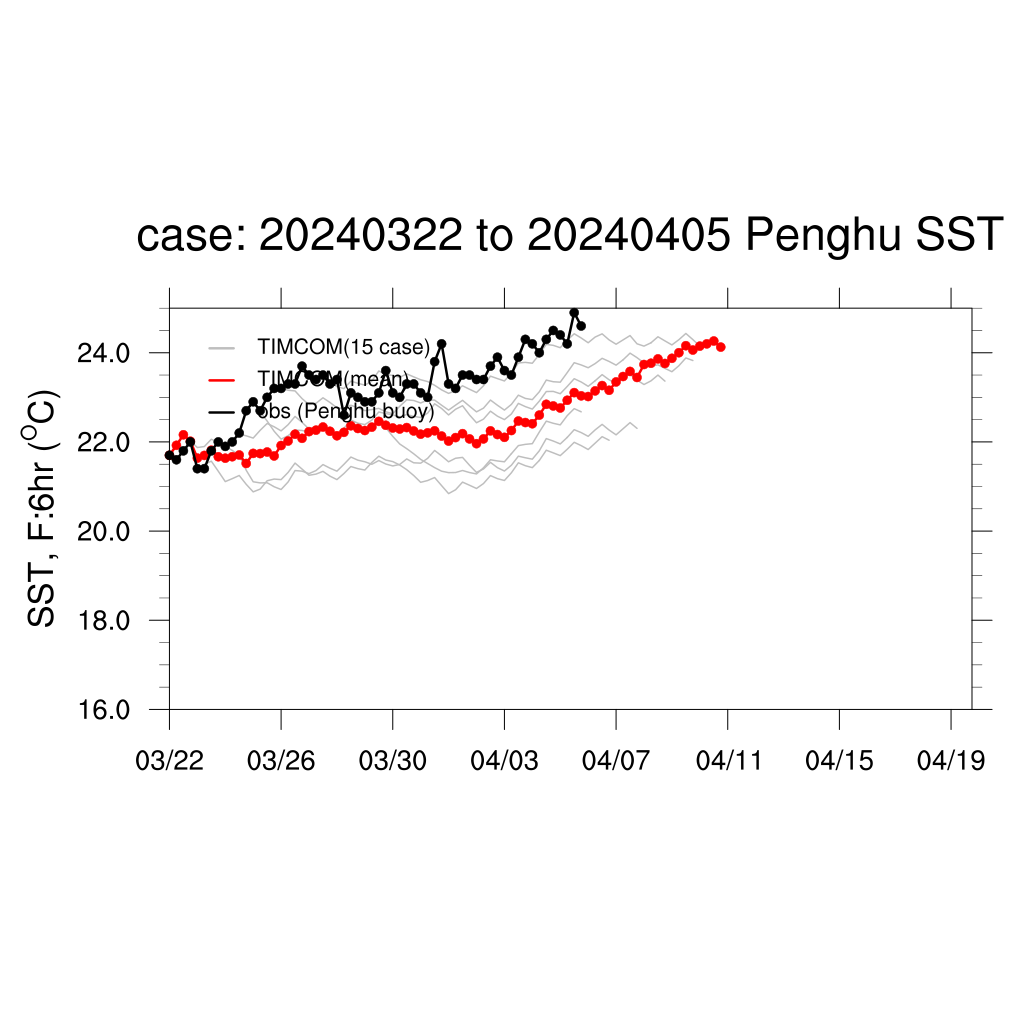 case: 20240322 to 20240405 Penghu SST
SST, F:6hr (°C)
24.0
22.0
20.0
18.0
16.0
TIMCOM(15 case)
TIMCOM(mean)
obs (Penghu buoy)
03/22 03/26 03/30 04/03 04/07 04/11 04/15 04/19